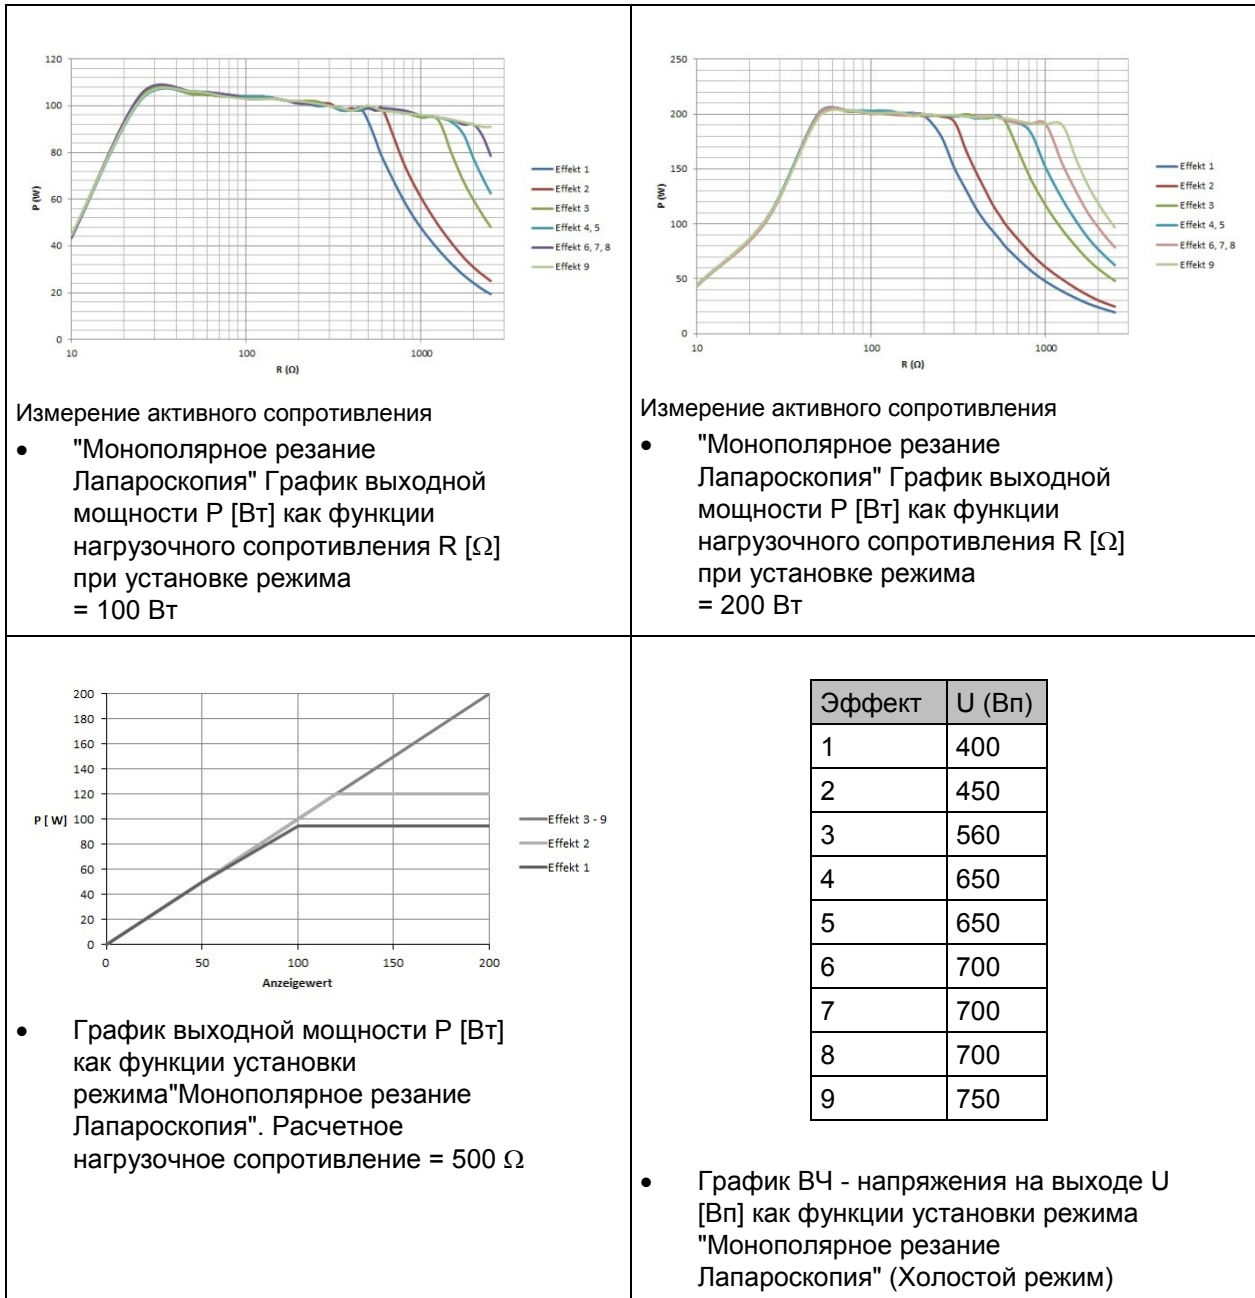 120
100
80
60
40
20
0
P (W)
10
100
1000
R (Ω)
Effekt 1
Effekt 2
Effekt 3
Effekt 4, 5
Effekt 6, 7, 8
Effekt 9
Измерение активного сопротивления
• "Монополярное резание
Лапароскопия" График выходной
мощности P [Вт] как функции
нагрузочного сопротивления R [Ω]
при установке режима
= 100 Вт
250
200
150
100
50
0
P (W)
10
100
1000
R (Ω)
Effekt 1
Effekt 2
Effekt 3
Effekt 4, 5
Effekt 6, 7, 8
Effekt 9
Измерение активного сопротивления
• "Монополярное резание
Лапароскопия" График выходной
мощности P [Вт] как функции
нагрузочного сопротивления R [Ω]
при установке режима
= 200 Вт
200
180
160
140
120
P [ W] 100
80
60
40
20
0
0 50 100 150 200
Anzeigewert
Effekt 3 - 9
Effekt 2
Effekt 1
• График выходной мощности P [Вт]
как функции установки
режима"Монополярное резание
Лапароскопия". Расчетное
нагрузочное сопротивление = 500 Ω
Эффект U (Вп)
1 400
2 450
3 560
4 650
5 650
6 700
7 700
8 700
9 750
• График ВЧ - напряжения на выходе U
[Вп] как функции установки режима
"Монополярное резание
Лапароскопия" (Холостой режим)